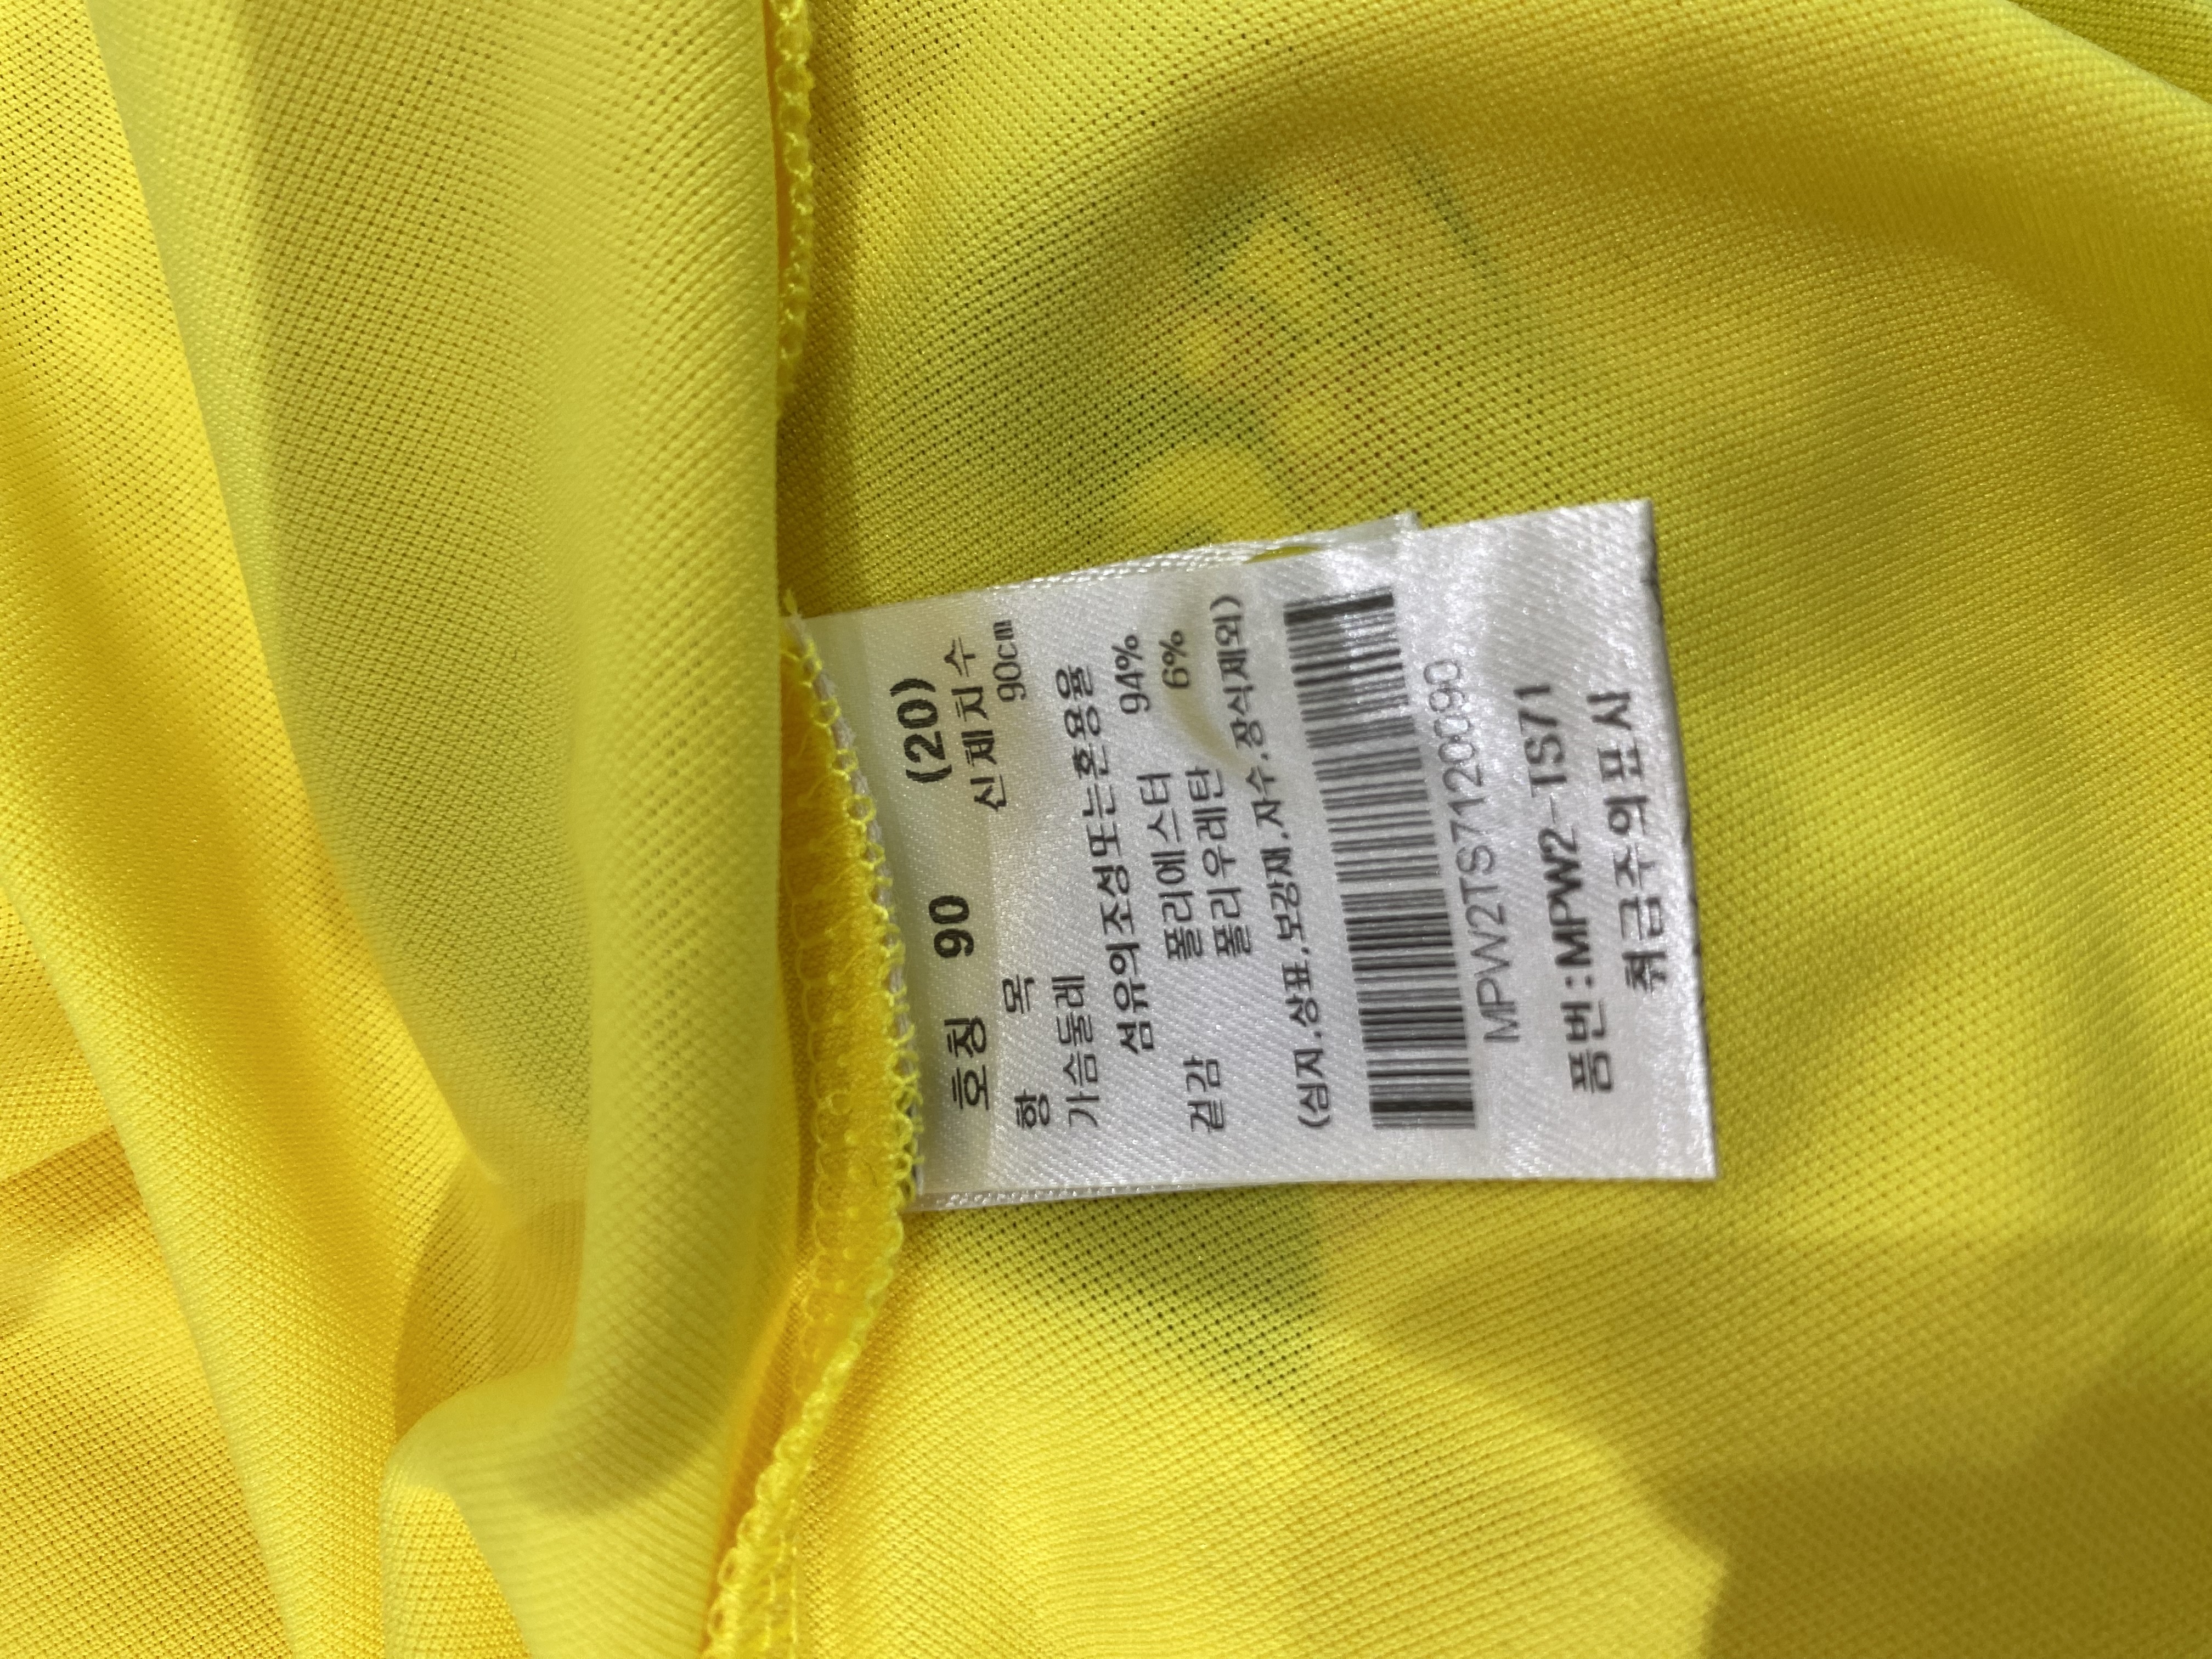 호칭 90 (20)
항 목 신체치수
가슴둘레 90cm
섬유의조성또는혼용율
겉감 폴리에스터 94%
폴리우레탄 6%
(심지.상표.보강재.자수.장식제외)
MPW2TS7120090
품번:MPW2-TS71
취급주의표시